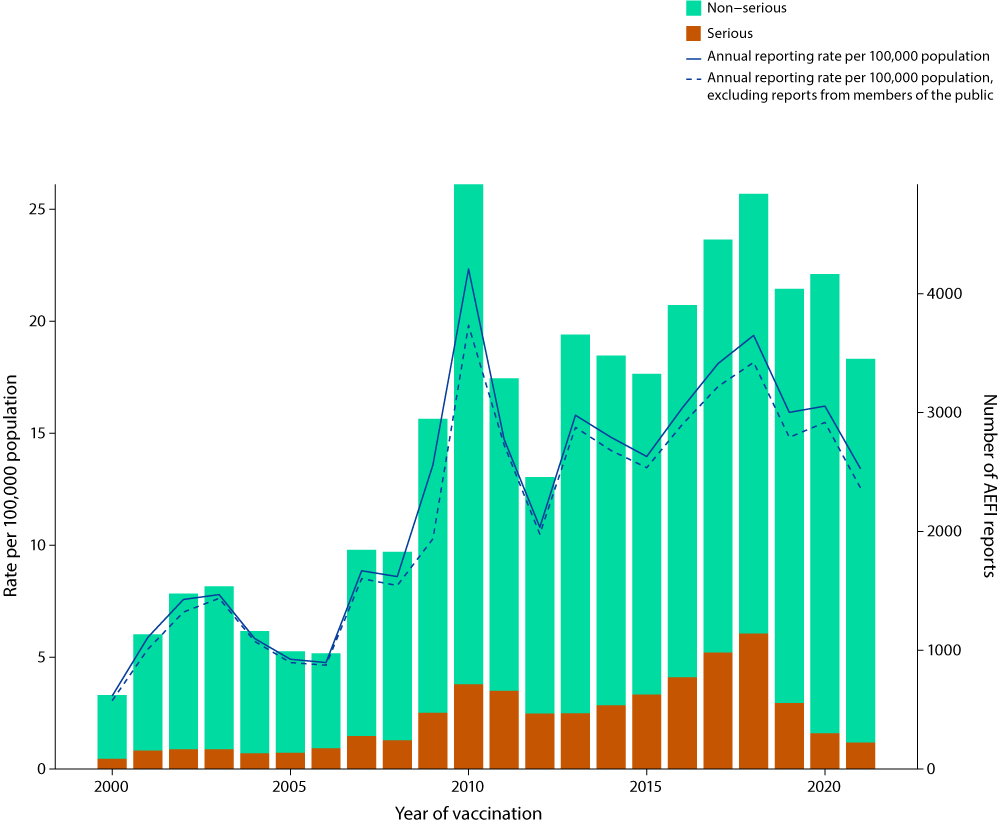 Non−serious
Serious
Annual reporting rate per 100,000 population
Annual reporting rate per 100,000 population,
excluding reports from members of the public
25
20
15
10
5
0
Rate per 100,000 population
4000
3000
2000
1000
0
Number of AEFI reports
2000
2005
2010
2015
2020
Year of vaccination